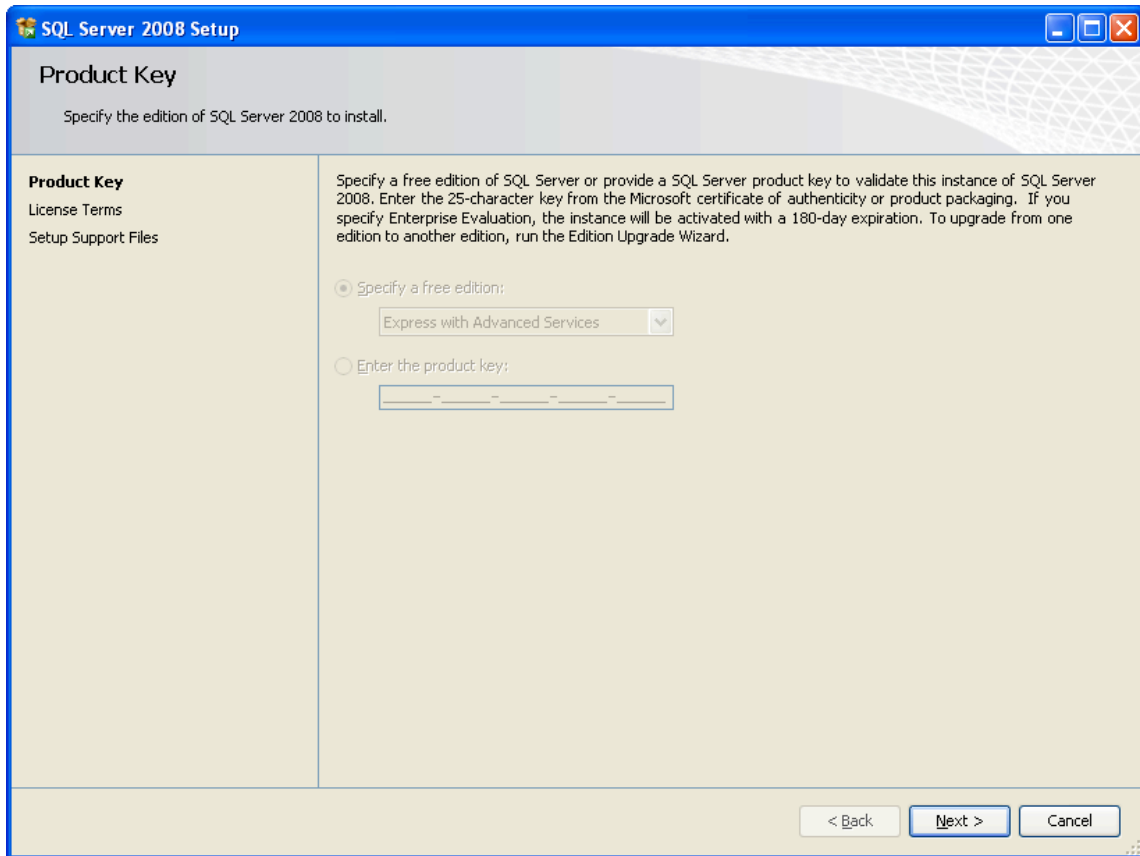 SQL Server 2008 Setup
Product Key
Specify the edition of SQL Server 2008 to install.
Product Key
License Terms
Setup Support Files
Specify a free edition of SQL Server or provide a SQL Server product key to validate this instance of SQL Server
2008. Enter the 25-character key from the Microsoft certificate of authenticity or product packaging.  If you
specify Enterprise Evaluation, the instance will be activated with a 180-day expiration. To upgrade from one
edition to another edition, run the Edition Upgrade Wizard.
Specify a free edition:
Express with Advanced Services
Enter the product key:
_____-_____-_____-_____-_____
< Back
Next >
Cancel